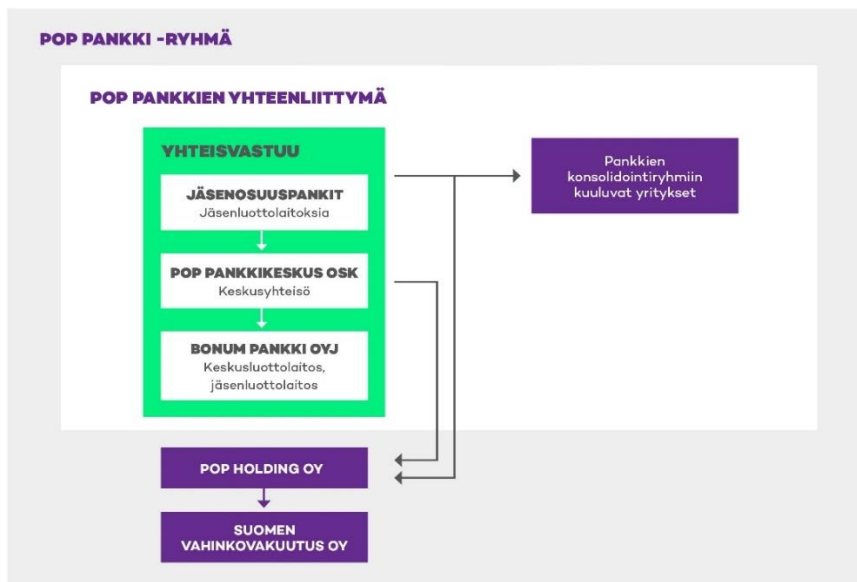 POP PANKKI -RYHMÄ
POP PANKKIEN YHTEENLIITTYMÄ
YHTEISVASTUU
JÄSENOSUUSPANKIT
Jäsenluottolaitoksia
POP PANKKIKESKUS OSK
Keskusyhteisö
BONUM PANKKI OYJ
Keskusluottolaitos,
jäsenluottolaitos
Pankkien
konsolidointiryhmiin
kuuluvat yritykset
POP HOLDING OY
SUOMEN
VAHINKOVAKUUTUS OY